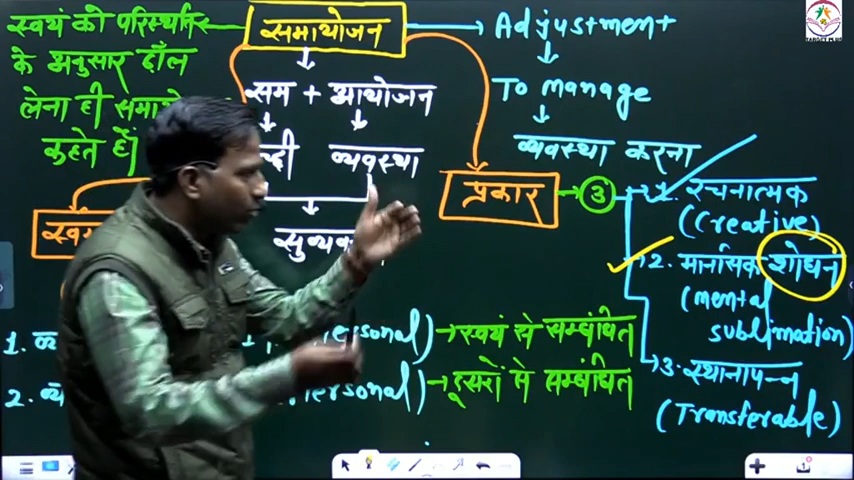 स्वयं को परिस्थिति
के अनुसार ढाल
लेना ही
कहते हैं
समायोजन
सम + आयोजन
व्यवस्था
Adjustment
To manage
व्यवस्था करना
प्रकार
3
1. रचनात्मक
(Creative)
2. मानसिक शोधन
(mental
sublimation)
3. स्थानापन्न
(Transferable)
1.
→ स्वयं से सम्बंधित
2.
→ दूसरों से सम्बंधित